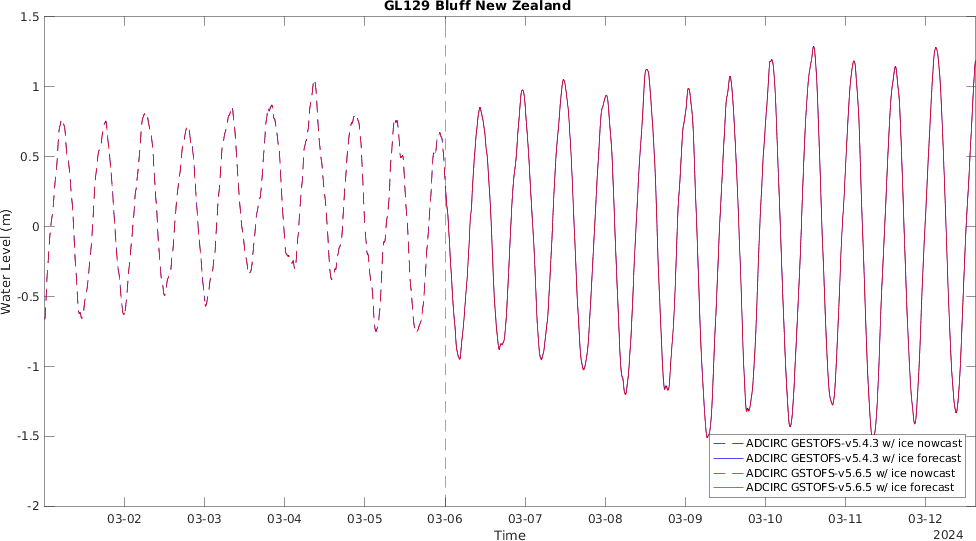 GL129 Bluff New Zealand
1.5
1
0.5
0
-0.5
-1
-1.5
-2
Water Level (m)
ADCIRC GESTOFS-v5.4.3 w/ ice nowcast
ADCIRC GESTOFS-v5.4.3 w/ ice forecast
ADCIRC GSTOFS-v5.6.5 w/ ice nowcast
ADCIRC GSTOFS-v5.6.5 w/ ice forecast
03-02 03-03 03-04 03-05 03-06 03-07 03-08 03-09 03-10 03-11 03-12
Time
2024